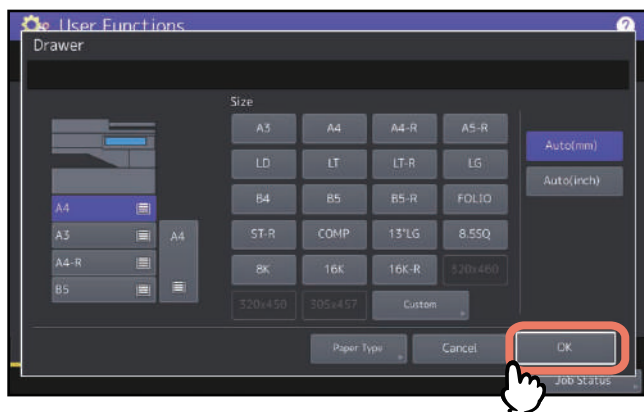 User Functions ?
Drawer
Size
A3 A4 A4-R A5-R
Auto(mm)
LD LT LT-R LG
Auto(inch)
B4 B5 B5-R FOLIO
A4
A3 A4
ST-R COMP 13"LG 8.5SQ
A4-R
8K 16K 16K-R 320x460
B5
320x450 305x457 Custom
Paper Type Cancel OK
Job Status